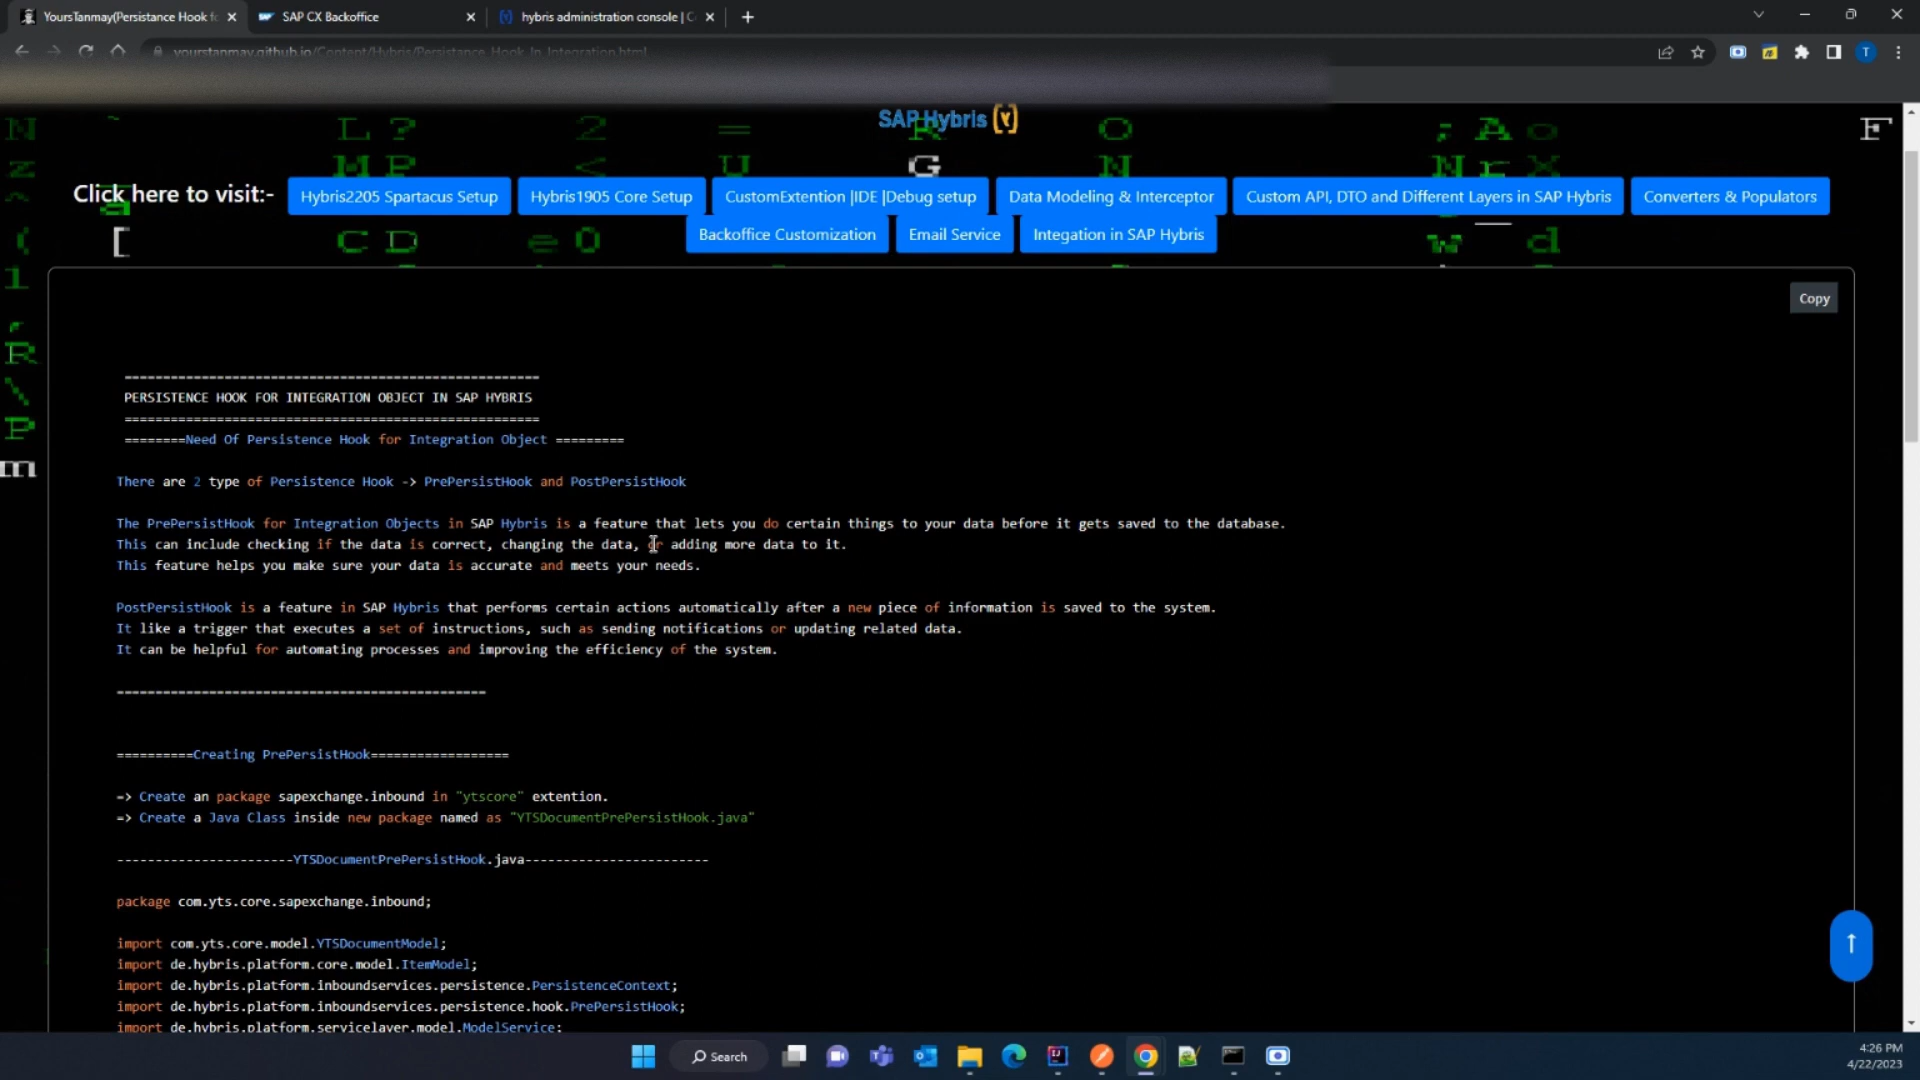 YoursTanmay(Persistance Hook fo
SAP CX Backoffice
hybris administration console | C
yourstanmay.github.io/Content/Hybris/Persistance_Hook_In_Integration.html
T
SAP Hybris [y]
Click here to visit:-
Hybris2205 Spartacus Setup
Hybris1905 Core Setup
CustomExtention |IDE |Debug setup
Data Modeling & Interceptor
Custom API, DTO and Different Layers in SAP Hybris
Converters & Populators
Backoffice Customization
Email Service
Integation in SAP Hybris
Copy
======================================================
PERSISTENCE HOOK FOR INTEGRATION OBJECT IN SAP HYBRIS
======================================================
========Need Of Persistence Hook for Integration Object =========
There are 2 type of Persistence Hook -> PrePersistHook and PostPersistHook
The PrePersistHook for Integration Objects in SAP Hybris is a feature that lets you do certain things to your data before it gets saved to the database.
This can include checking if the data is correct, changing the data, or adding more data to it.
This feature helps you make sure your data is accurate and meets your needs.
PostPersistHook is a feature in SAP Hybris that performs certain actions automatically after a new piece of information is saved to the system.
It like a trigger that executes a set of instructions, such as sending notifications or updating related data.
It can be helpful for automating processes and improving the efficiency of the system.
================================================
==========Creating PrePersistHook==================
=> Create an package sapexchange.inbound in "ytscore" extention.
=> Create a Java Class inside new package named as "YTSDocumentPrePersistHook.java"
-----------------------YTSDocumentPrePersistHook.java------------------------
package com.yts.core.sapexchange.inbound;
import com.yts.core.model.YTSDocumentModel;
import de.hybris.platform.core.model.ItemModel;
import de.hybris.platform.inboundservices.persistence.PersistenceContext;
import de.hybris.platform.inboundservices.persistence.hook.PrePersistHook;
import de.hybris.platform.servicelayer.model.ModelService;
↑
Search
4:26 PM
4/22/2023